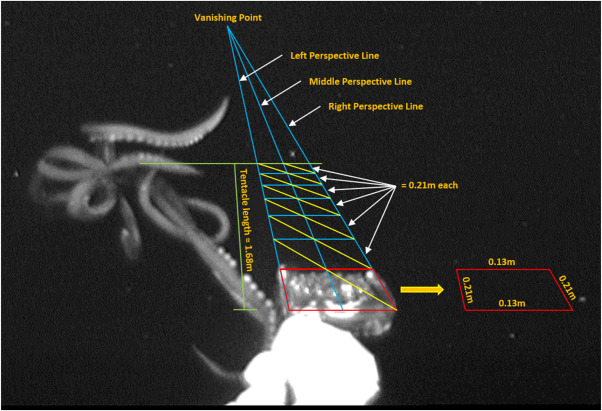 Vanishing Point
Left Perspective Line
Middle Perspective Line
Right Perspective Line
Tentacle length = 1.68m
= 0.21m each
0.13m
0.21m
0.21m
0.13m